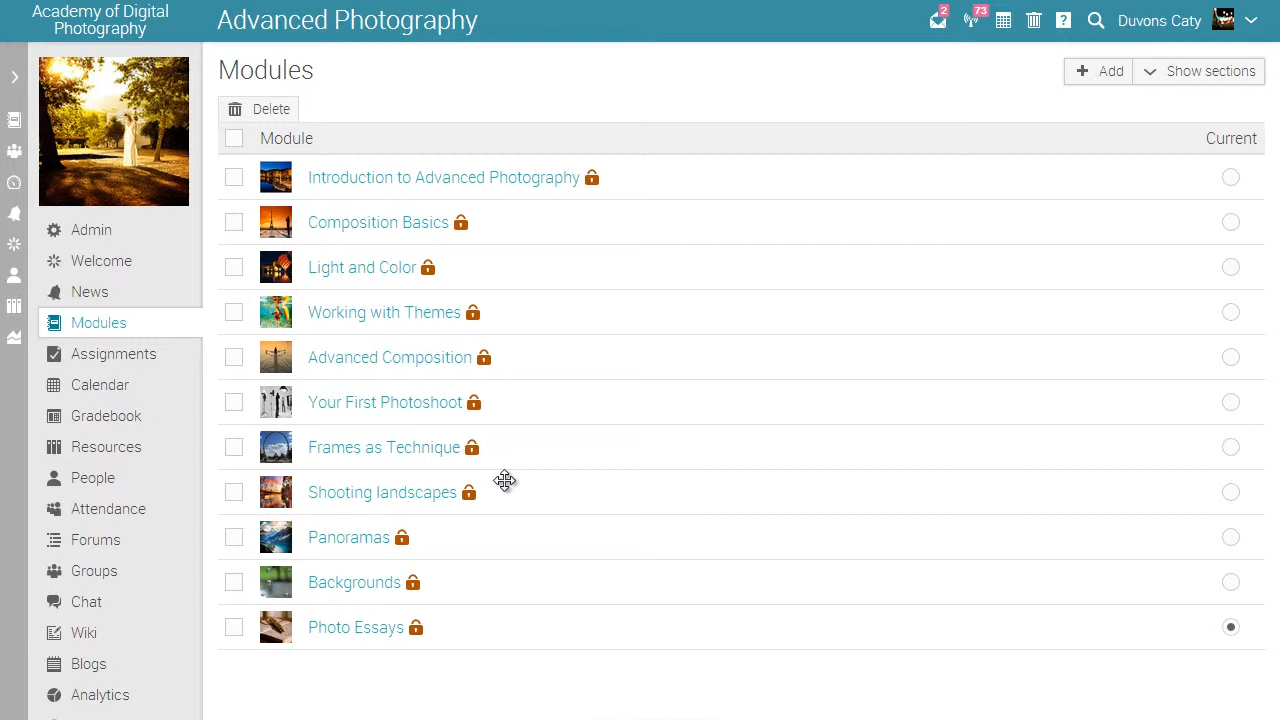 Academy of Digital
Photography
Advanced Photography
2
73
?
Duvons Caty
Modules
Add
Show sections
Delete
Module
Current
Introduction to Advanced Photography
Composition Basics
Light and Color
Working with Themes
Advanced Composition
Your First Photoshoot
Frames as Technique
Shooting landscapes
Panoramas
Backgrounds
Photo Essays
Admin
Welcome
News
Modules
Assignments
Calendar
Gradebook
Resources
People
Attendance
Forums
Groups
Chat
Wiki
Blogs
Analytics